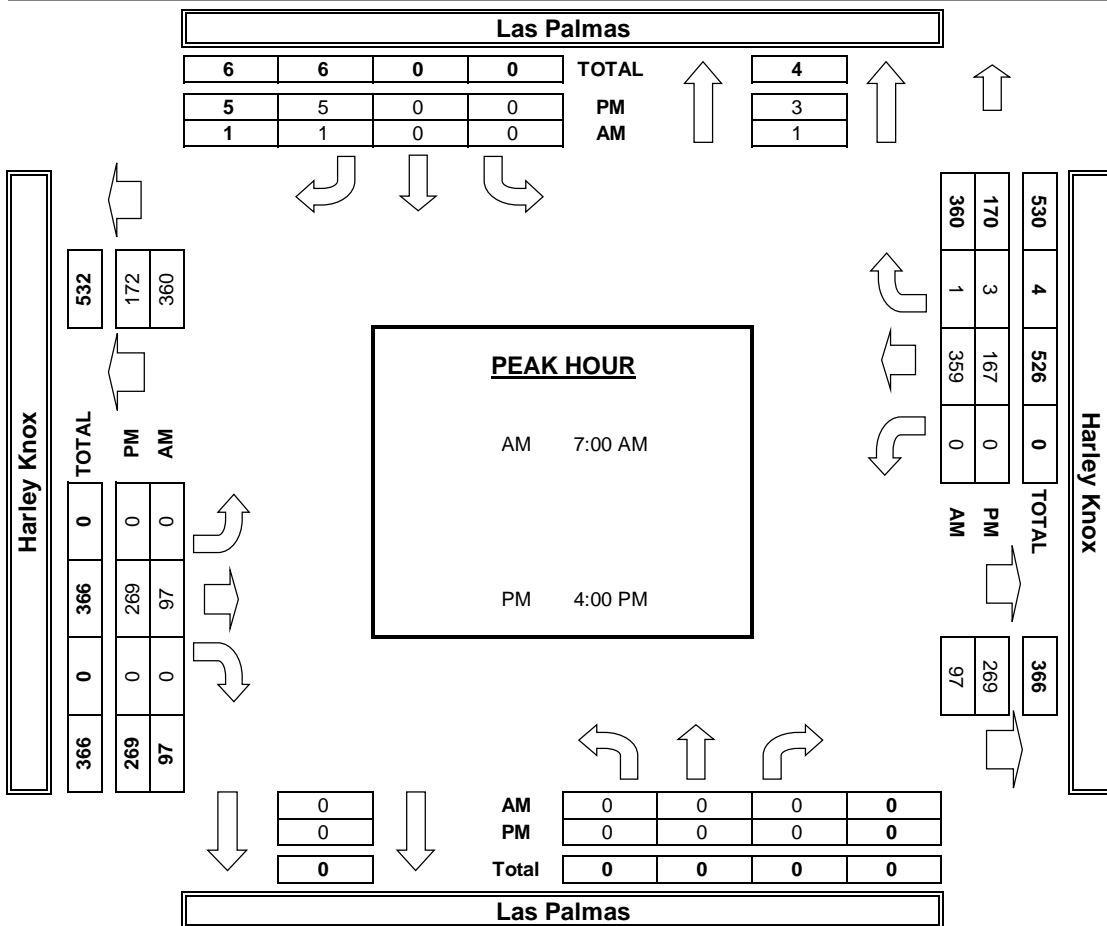 Las Palmas
6 6 0 0 TOTAL 4
5 5 0 0 PM 3
1 1 0 0 AM 1
Harley Knox
532 172 360
TOTAL PM AM
0 0 0
366 269 97
0 0 0
366 269 97
PEAK HOUR
AM 7:00 AM
PM 4:00 PM
360 170 530
1 3 4
359 167 526
0 0 0
AM PM TOTAL
97 269 366
Harley Knox
0 AM 0 0 0 0
0 PM 0 0 0 0
0 Total 0 0 0 0
Las Palmas